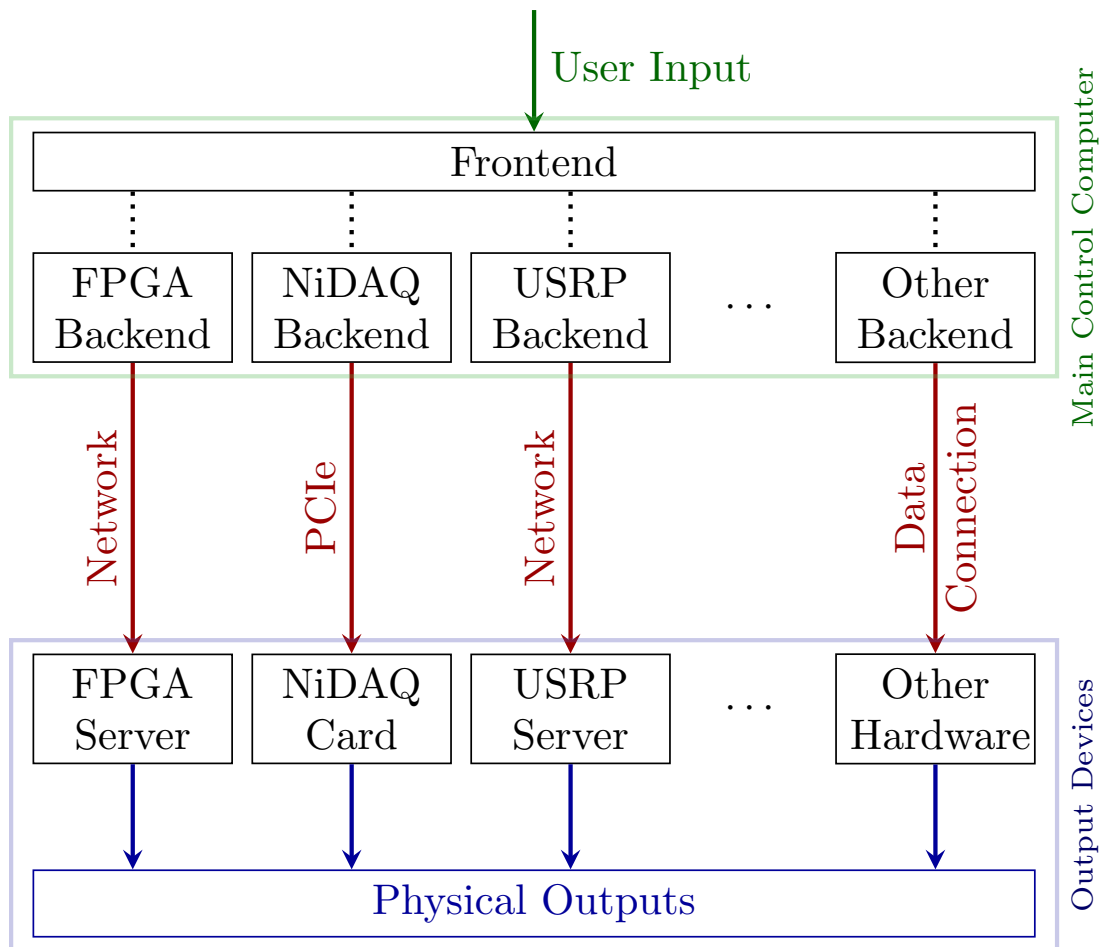 User Input
Main Control Computer
Frontend
FPGA
Backend
NiDAQ
Backend
USRP
Backend
...
Other
Backend
Network
PCIe
Network
Data
Connection
Output Devices
FPGA
Server
NiDAQ
Card
USRP
Server
...
Other
Hardware
Physical Outputs